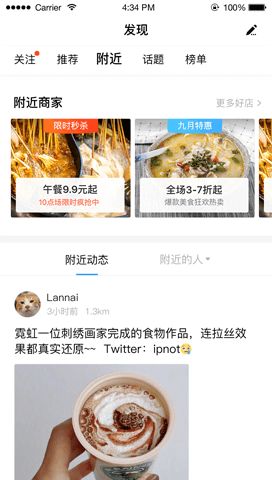 Carrier 4:34 PM 100%
发现
关注 推荐 附近 话题 榜单
附近商家 更多好店 >
限时秒杀 九月特惠
午餐9.9元起 全场3-7折起
10点场限时疯抢中 爆款美食狂欢热卖
附近动态 附近的人
Lannai
3小时前 1.3km
霓虹一位刺绣画家完成的食物作品，连拉丝效
果都真实还原~~ Twitter：ipnot😢